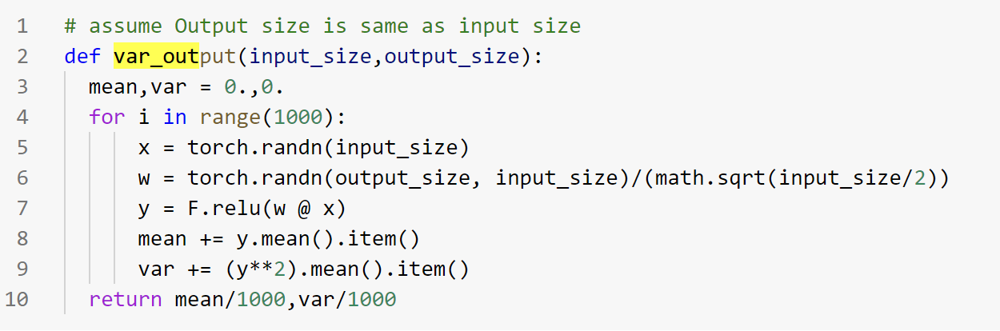 1 # assume Output size is same as input size
2 def var_output(input_size,output_size):
3   mean,var = 0.,0.
4   for i in range(1000):
5       x = torch.randn(input_size)
6       w = torch.randn(output_size, input_size)/(math.sqrt(input_size/2))
7       y = F.relu(w @ x)
8       mean += y.mean().item()
9       var += (y**2).mean().item()
10   return mean/1000,var/1000